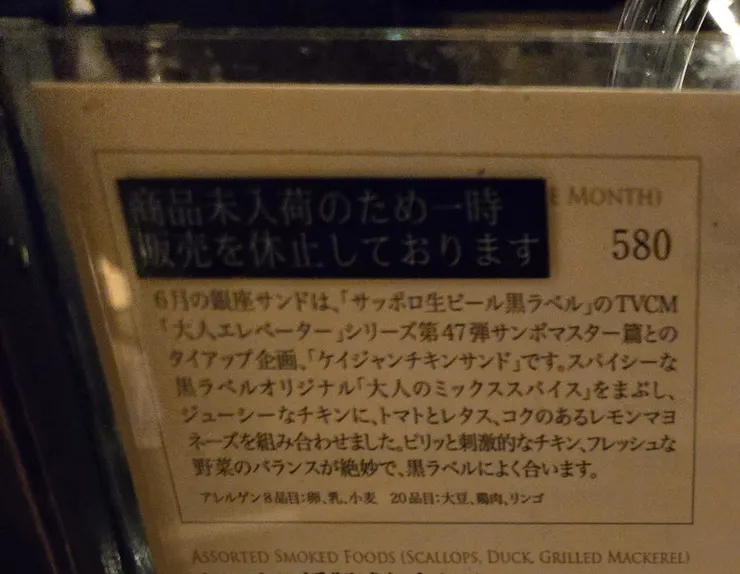 商品未入荷のため一時
販売を休止しております
MONTH)
580
6月の銀座サンドは、「サッポロ生ビール黒ラベル」のTVCM
「大人エレベーター」シリーズ第47弾サンボマスター篇との
タイアップ企画、「ケイジャンチキンサンド」です。スパイシーな
黒ラベルオリジナル「大人のミックススパイス」をまぶし、
ジューシーなチキンに、トマトとレタス、コクのあるレモンマヨ
ネーズを組み合わせました。ピリッと刺激的なチキン、フレッシュな
野菜のバランスが絶妙で、黒ラベルによく合います。
アレルゲン8品目:卵、乳、小麦 20品目:大豆、鶏肉、リンゴ
ASSORTED SMOKED FOODS (SCALLOPS, DUCK, GRILLED MACKEREL)